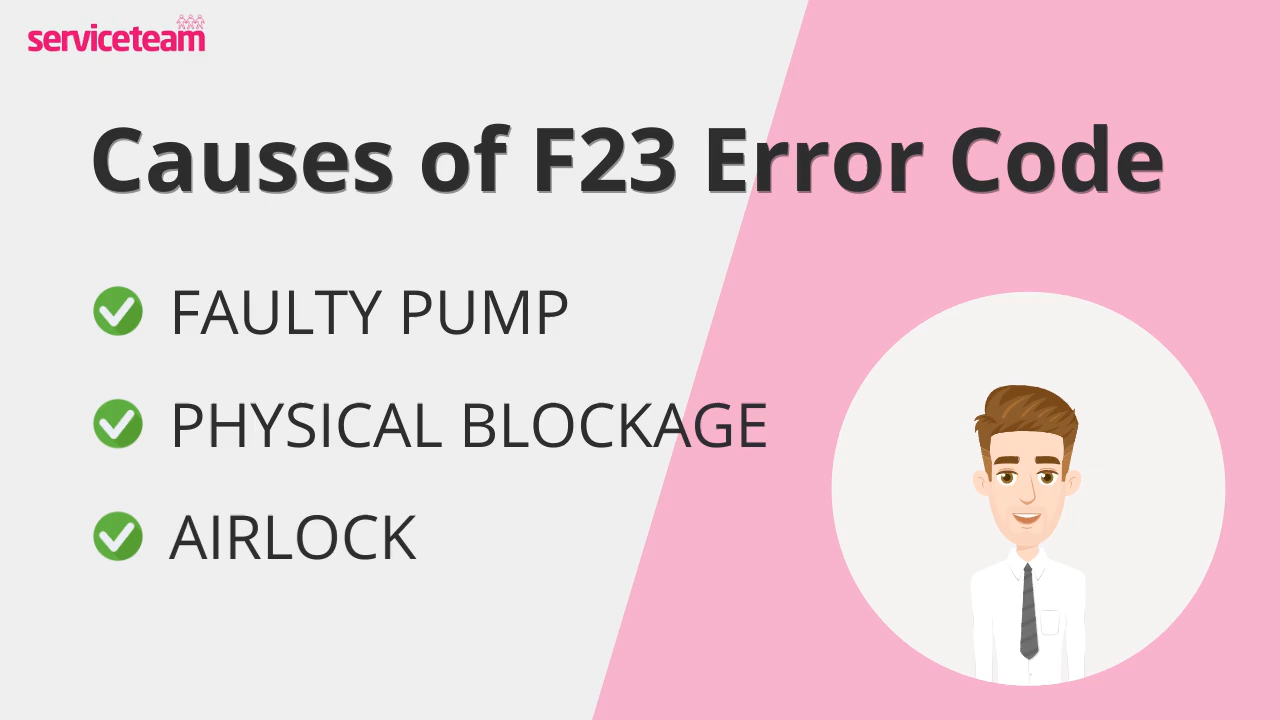 serviceteam
Causes of F23 Error Code
FAULTY PUMP
PHYSICAL BLOCKAGE
AIRLOCK